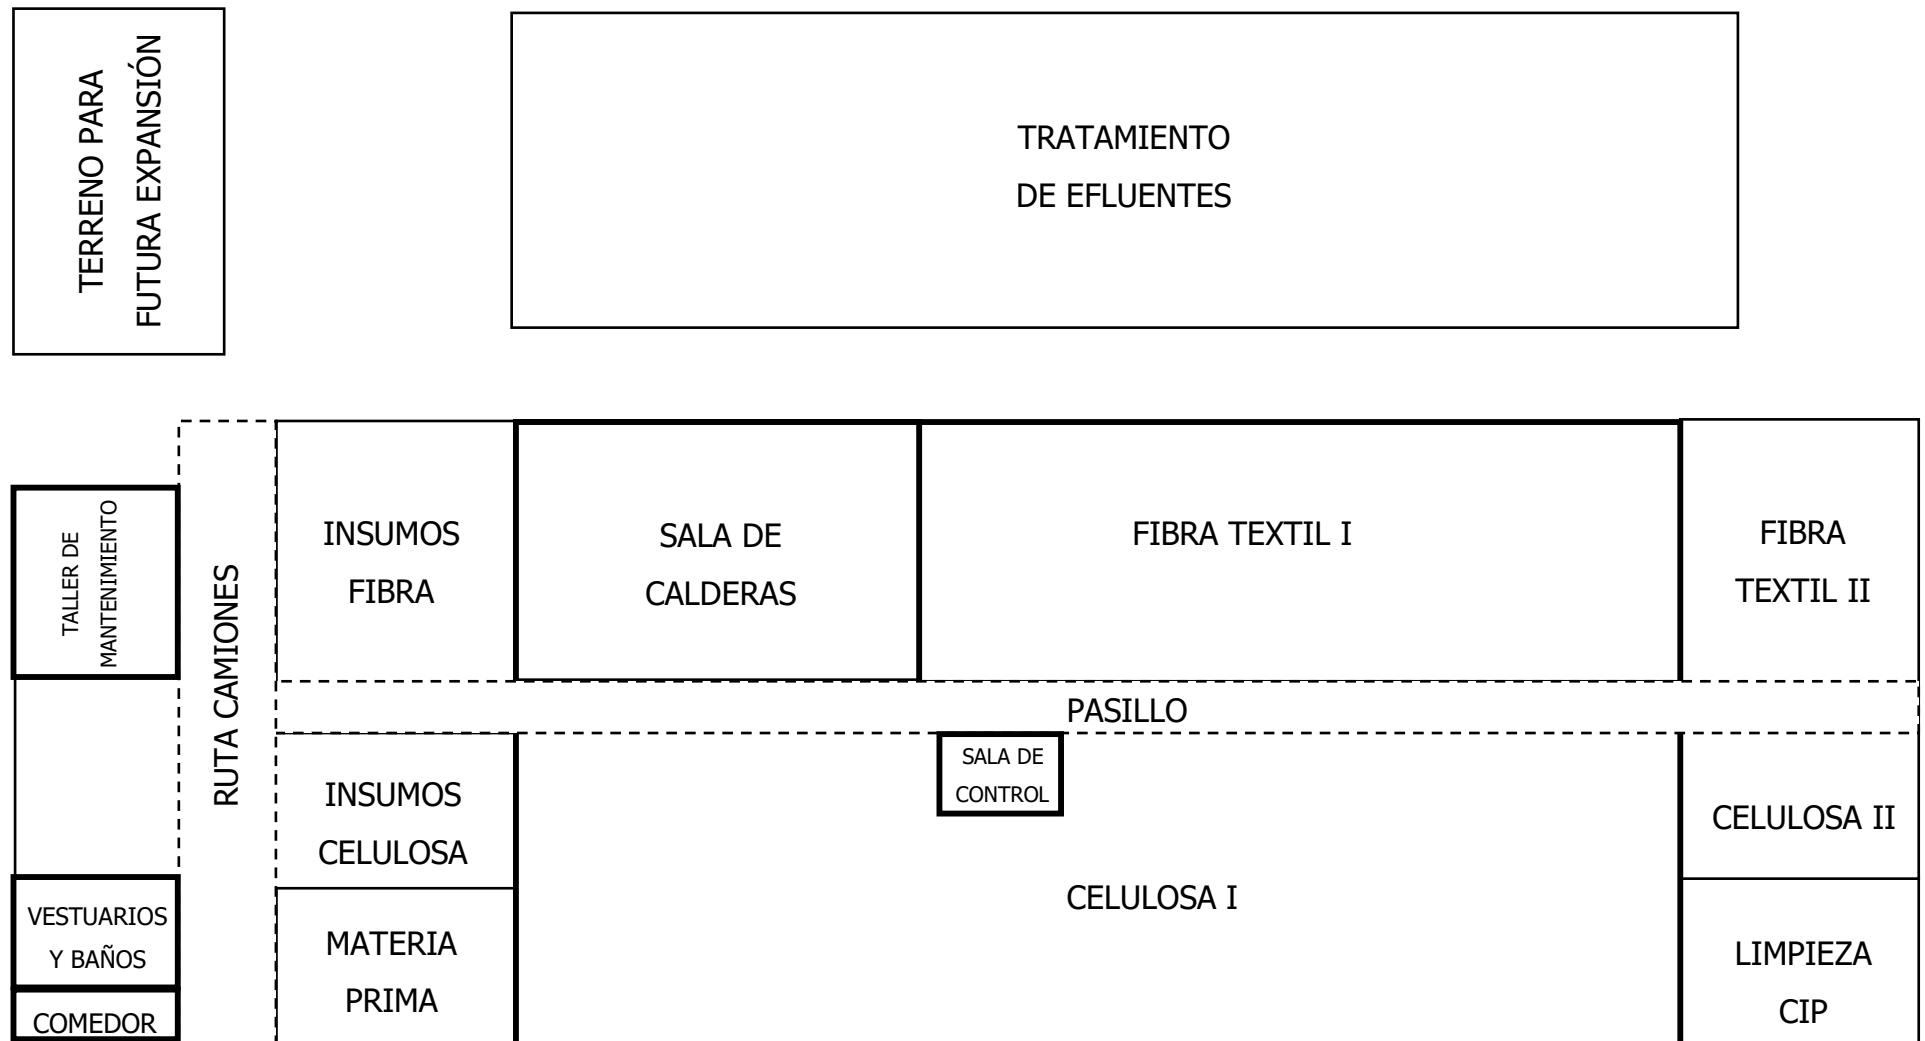 TERRENO PARA
FUTURA EXPANSIÓN
TRATAMIENTO
DE EFLUENTES
TALLER DE
MANTENIMIENTO
RUTA CAMIONES
INSUMOS
FIBRA
SALA DE
CALDERAS
FIBRA TEXTIL I
FIBRA
TEXTIL II
PASILLO
SALA DE
CONTROL
INSUMOS
CELULOSA
CELULOSA I
CELULOSA II
VESTUARIOS
Y BAÑOS
MATERIA
PRIMA
LIMPIEZA
CIP
COMEDOR